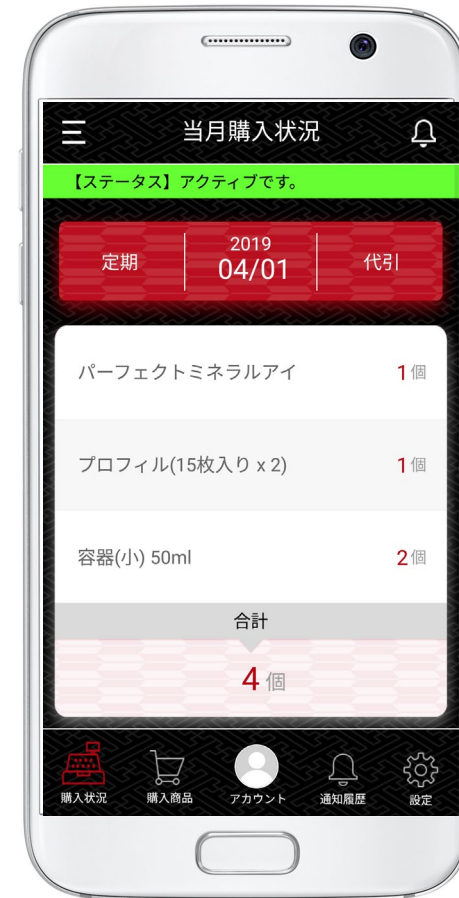 当月購入状況
【ステータス】アクティブです。
定期
2019
04/01
代引
パーフェクトミネラルアイ 1個
プロフィル(15枚入り x 2) 1個
容器(小) 50ml 2個
合計
4個
購入状況 購入商品 アカウント 通知履歴 設定